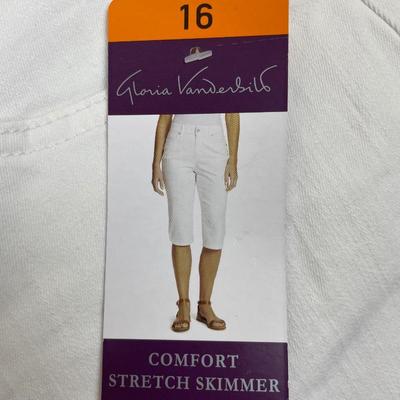 16
Gloria Vanderbilt
COMFORT
STRETCH SKIMMER